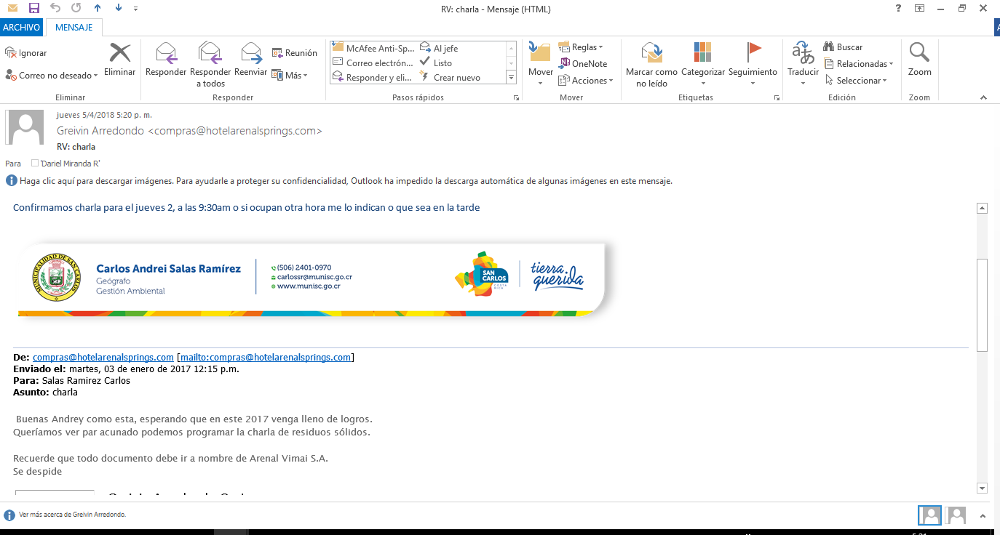 RV: charla - Mensaje (HTML)
ARCHIVO
MENSAJE
Ignorar
Correo no deseado
Eliminar
Eliminar
Responder
Responder a todos
Reenviar
Reunión
Más
Responder
McAfee Anti-Sp...
Correo electrón...
Responder y eli...
Al jefe
Listo
Crear nuevo
Pasos rápidos
Mover
Reglas
OneNote
Acciones
Mover
Marcar como no leído
Categorizar
Seguimiento
Etiquetas
Traducir
Buscar
Relacionadas
Seleccionar
Edición
Zoom
Zoom
jueves 5/4/2018 5:20 p. m.
Greivin Arredondo <compras@hotelarenalsprings.com>
RV: charla
Para 'Dariel Miranda R'
Haga clic aquí para descargar imágenes. Para ayudarle a proteger su confidencialidad, Outlook ha impedido la descarga automática de algunas imágenes en este mensaje.
Confirmamos charla para el jueves 2, a las 9:30am o si ocupan otra hora me lo indican o que sea en la tarde
MUNICIPALIDAD DE SAN CARLOS
Carlos Andrei Salas Ramírez
Geógrafo
Gestión Ambiental
(506) 2401-0970
carlossr@munisc.go.cr
www.munisc.go.cr
SAN CARLOS
COSTA RICA
tierra querida
De: compras@hotelarenalsprings.com [mailto:compras@hotelarenalsprings.com]
Enviado el: martes, 03 de enero de 2017 12:15 p.m.
Para: Salas Ramirez Carlos
Asunto: charla
Buenas Andrey como esta, esperando que en este 2017 venga lleno de logros.
Queríamos ver par acunado podemos programar la charla de residuos sólidos.
Recuerde que todo documento debe ir a nombre de Arenal Vimai S.A.
Se despide
Ver más acerca de Greivin Arredondo.